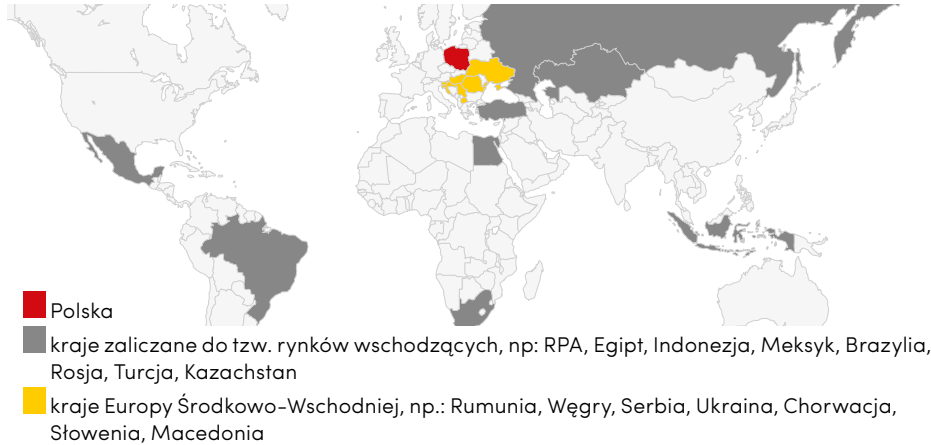 Polska
kraje zaliczane do tzw. rynków wschodzących, np: RPA, Egipt, Indonezja, Meksyk, Brazylia,
Rosja, Turcja, Kazachstan
kraje Europy Środkowo-Wschodniej, np.: Rumunia, Węgry, Serbia, Ukraina, Chorwacja,
Słowenia, Macedonia